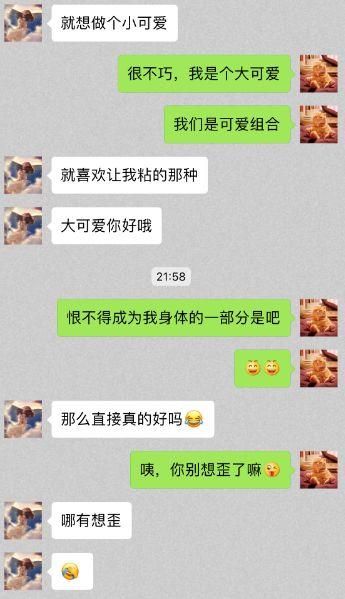 就想做个小可爱
很不巧，我是个大可爱
我们是可爱组合
就喜欢让我粘的那种
大可爱你好哦
21:58
恨不得成为我身体的一部分是吧
😄😄
那么直接真的好吗😂
咦，你别想歪了嘛😜
哪有想歪
🤣